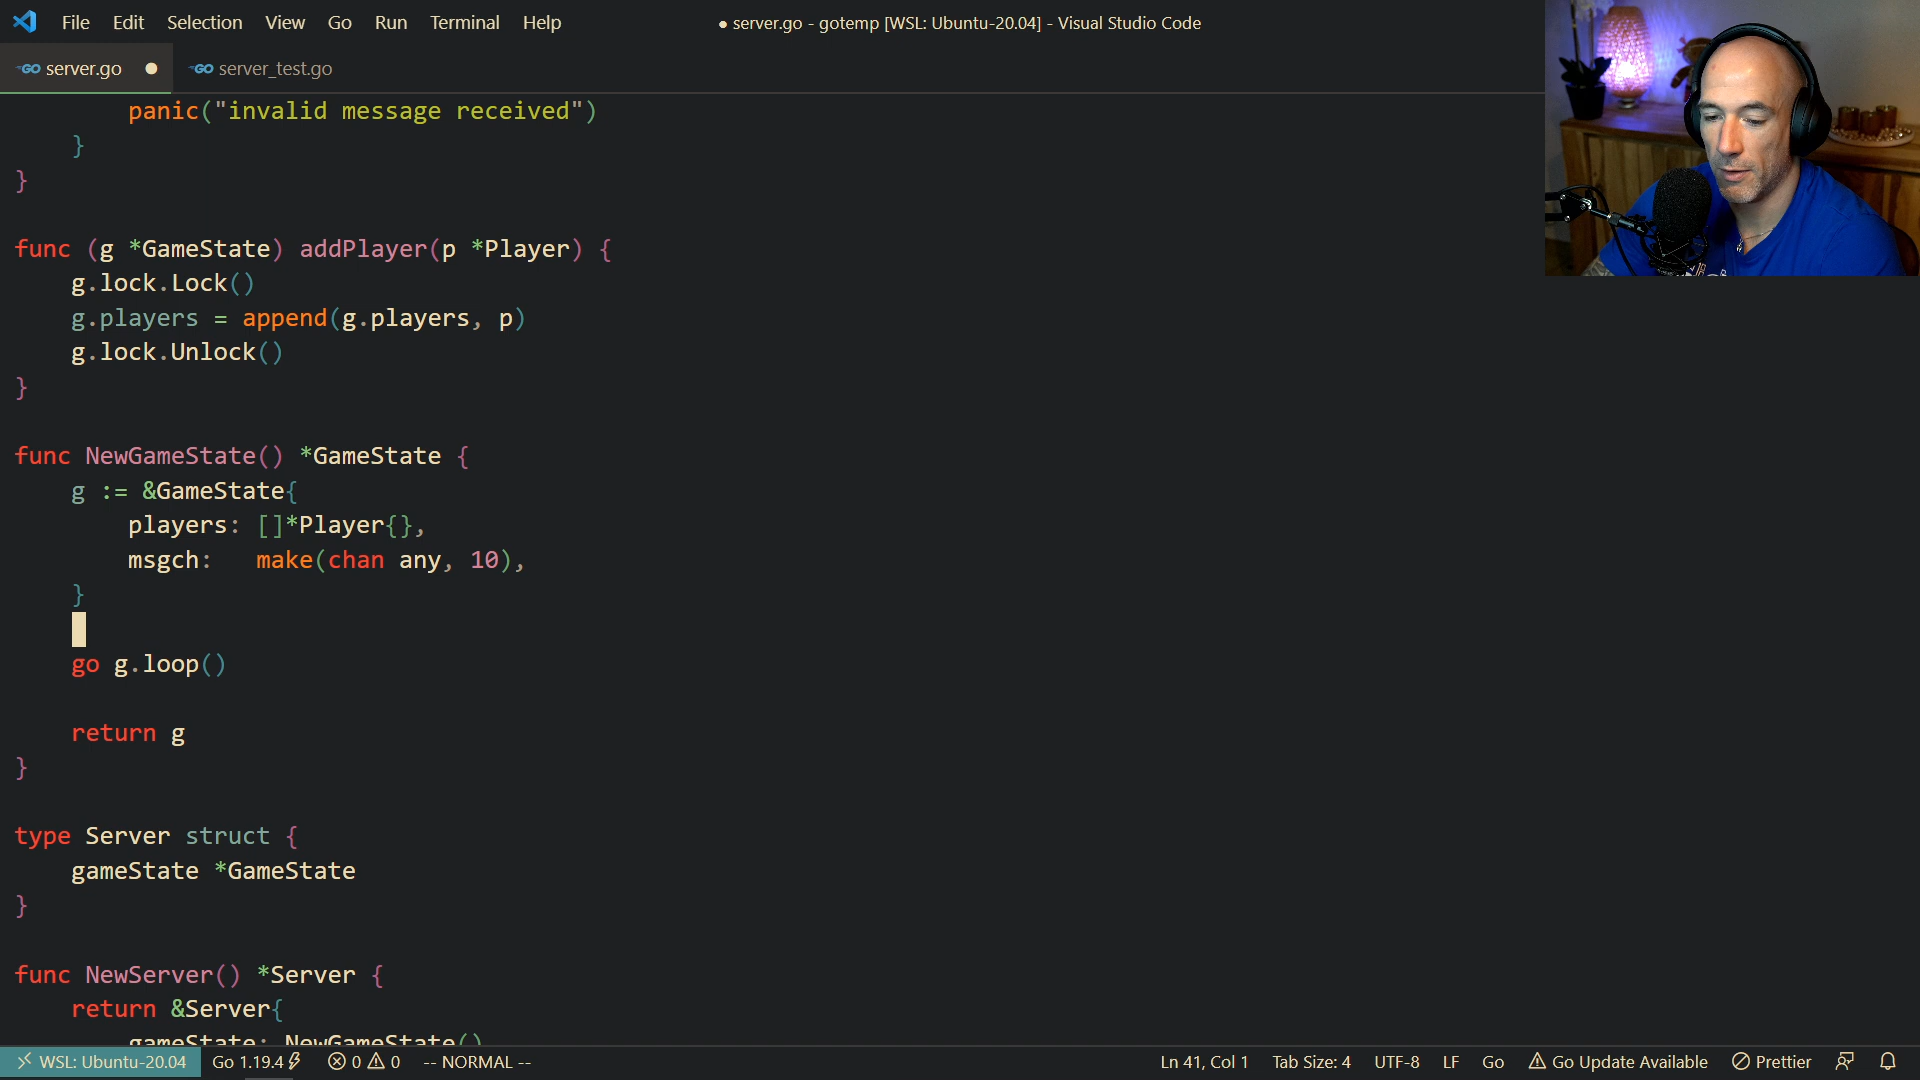 File Edit Selection View Go Run Terminal Help
● server.go - gotemp [WSL: Ubuntu-20.04] - Visual Studio Code
GO server.go ●
GO server_test.go
panic("invalid message received")
}
}
func (g *GameState) addPlayer(p *Player) {
g.lock.Lock()
g.players = append(g.players, p)
g.lock.Unlock()
}
func NewGameState() *GameState {
g := &GameState{
players: []*Player{},
msgch:   make(chan any, 10),
}
go g.loop()
return g
}
type Server struct {
gameState *GameState
}
func NewServer() *Server {
return &Server{
gameState: NewGameState()
WSL: Ubuntu-20.04 Go 1.19.4 0 0 -- NORMAL -- Ln 41, Col 1 Tab Size: 4 UTF-8 LF Go Go Update Available Prettier